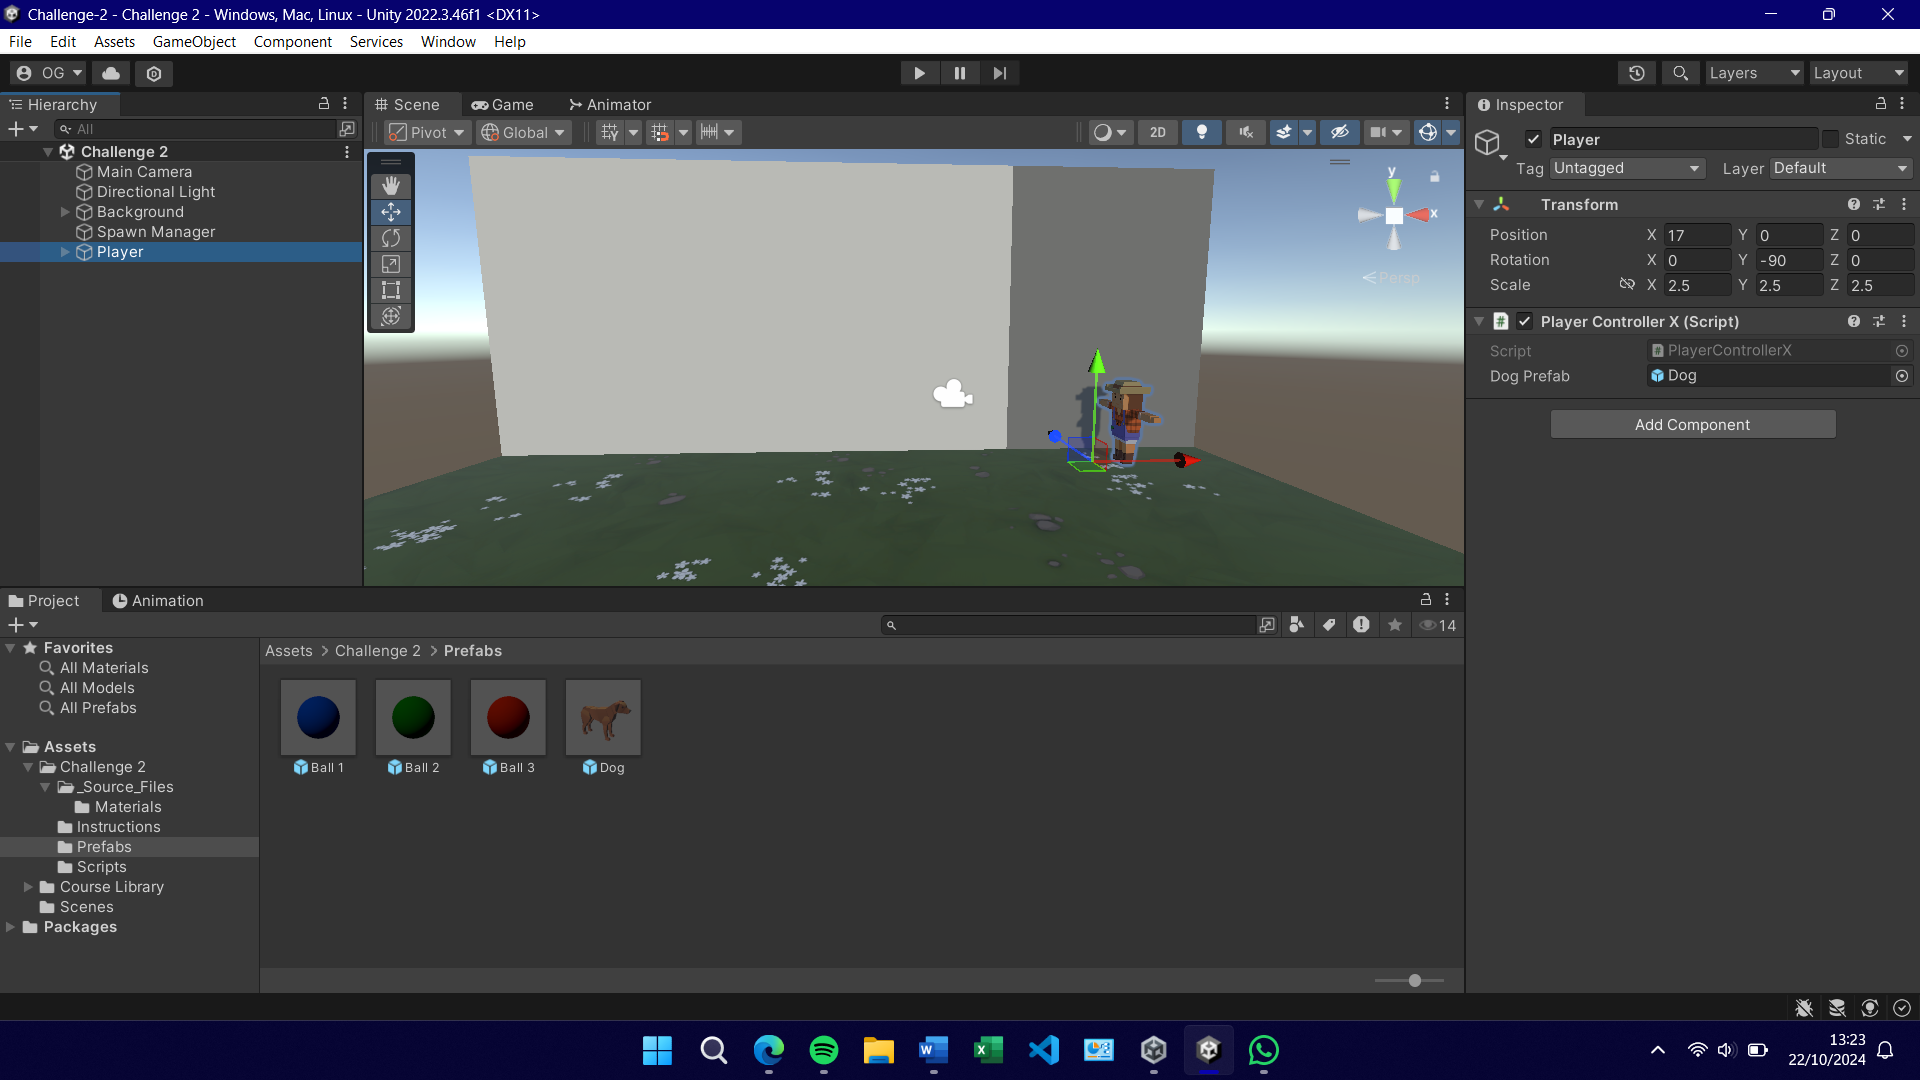 Challenge-2 - Challenge 2 - Windows, Mac, Linux - Unity 2022.3.46f1 <DX11>
File Edit Assets GameObject Component Services Window Help
OG Layers Layout
Hierarchy
All
Challenge 2
Main Camera
Directional Light
Background
Spawn Manager
Player
Scene Game Animator
Pivot Global 2D
y
x
Persp
Inspector
Player Static
Tag Untagged Layer Default
Transform
Position X 17 Y 0 Z 0
Rotation X 0 Y -90 Z 0
Scale X 2.5 Y 2.5 Z 2.5
# Player Controller X (Script)
Script # PlayerControllerX
Dog Prefab Dog
Add Component
Project Animation
14
Favorites
All Materials
All Models
All Prefabs
Assets
Challenge 2
_Source_Files
Materials
Instructions
Prefabs
Scripts
Course Library
Scenes
Packages
Assets > Challenge 2 > Prefabs
Ball 1 Ball 2 Ball 3 Dog
13:23
22/10/2024